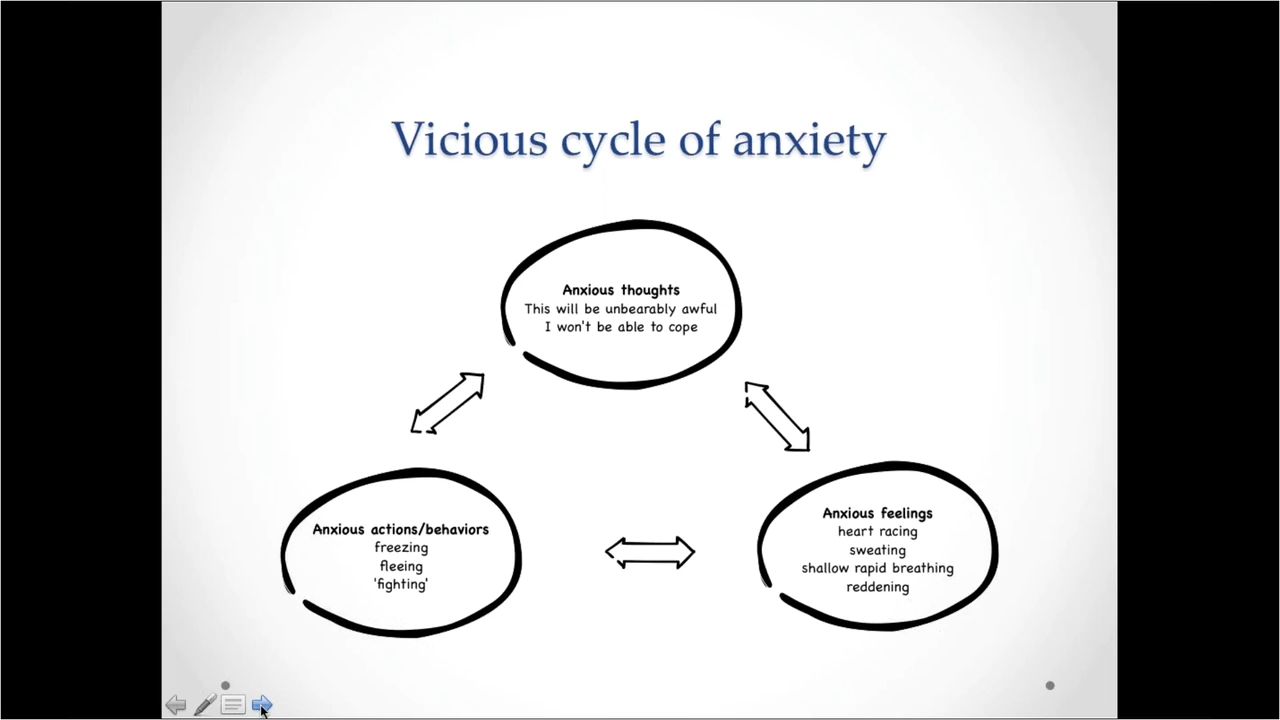 Vicious cycle of anxiety
Anxious thoughts
This will be unbearably awful
I won't be able to cope
Anxious actions/behaviors
freezing
fleeing
'fighting'
Anxious feelings
heart racing
sweating
shallow rapid breathing
reddening